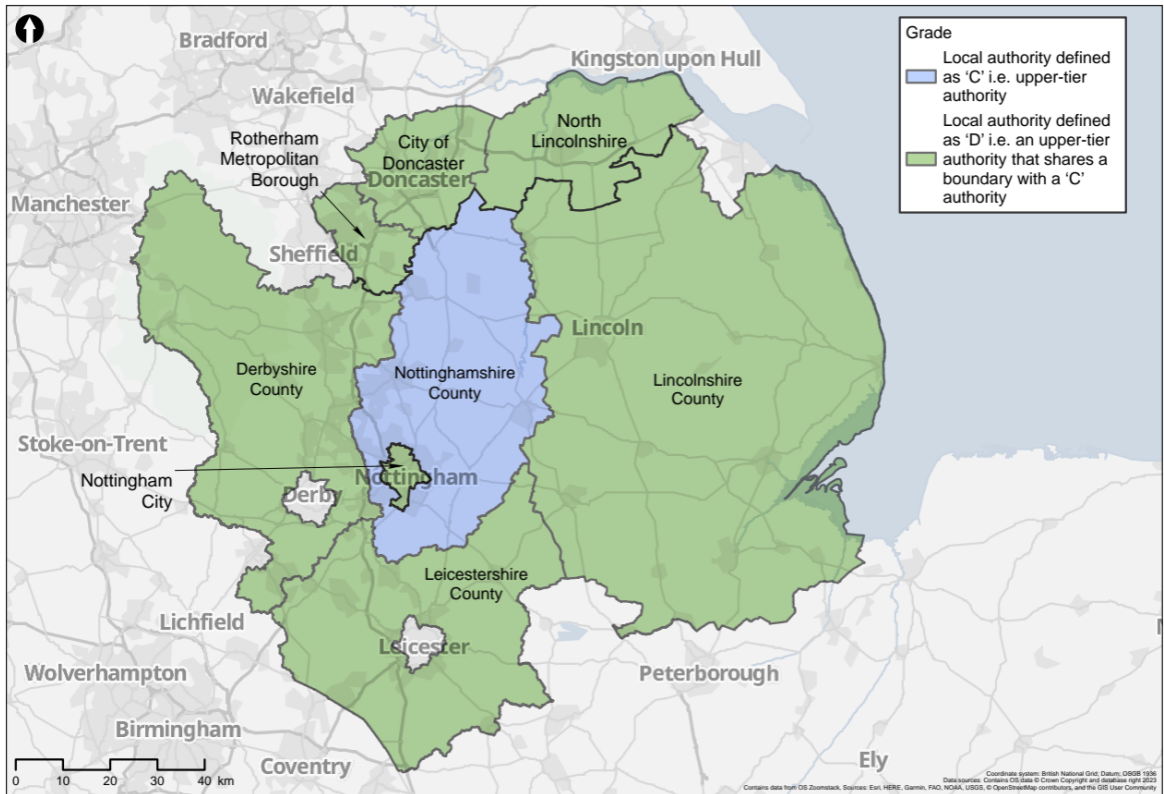 Bradford
Kingston upon Hull
Wakefield
Rotherham
Metropolitan
Borough
City of
Doncaster
Doncaster
North
Lincolnshire
Manchester
Sheffield
Lincoln
Derbyshire
County
Nottinghamshire
County
Lincolnshire
County
Stoke-on-Trent
Nottingham
City
Nottingham
Derby
Leicestershire
County
Lichfield
Leicester
Wolverhampton
Peterborough
Birmingham
Coventry
Ely
Grade
Local authority defined
as ‘C’ i.e. upper-tier
authority
Local authority defined
as ‘D’ i.e. an upper-tier
authority that shares a
boundary with a ‘C’
authority
0 10 20 30 40 km
Coordinate system: British National Grid; Datum; OSGB 1936
Data sources: Contains OS data © Crown Copyright and database right 2023
Contains data from OS Zoomstack, Sources: Esri, HERE, Garmin, FAO, NOAA, USGS, © OpenStreetMap contributors, and the GIS User Community